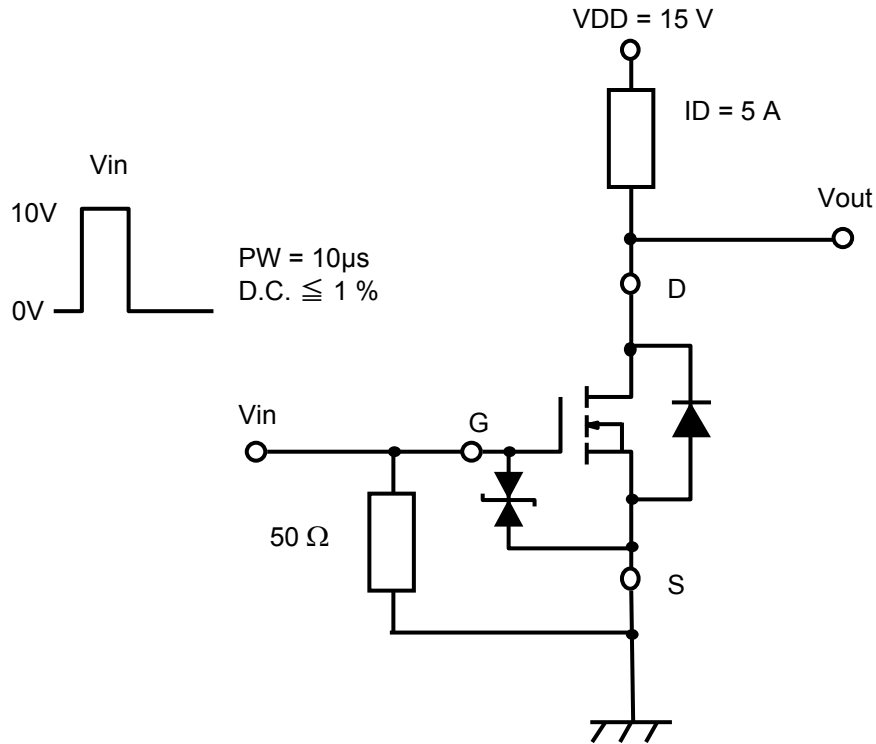 VDD = 15 V
ID = 5 A
Vin
10V
Vout
PW = 10μs
D.C. ≦ 1 %
0V
D
Vin
G
50 Ω
S